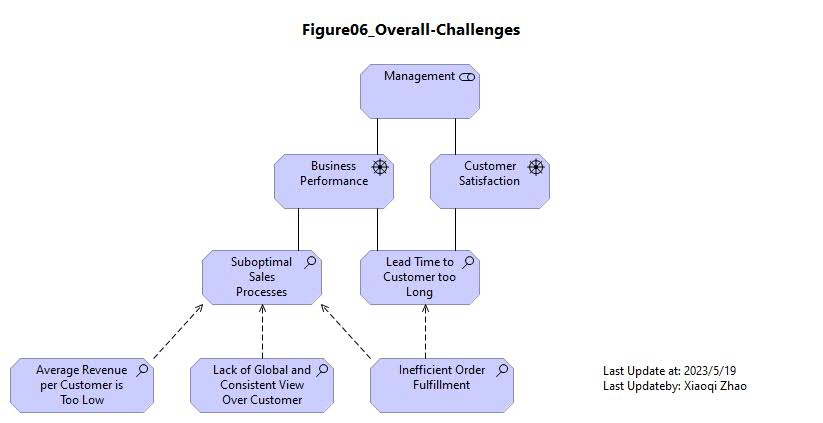 Figure06_Overall-Challenges
Management
Business
Performance
Customer
Satisfaction
Suboptimal
Sales
Processes
Lead Time to
Customer too
Long
Average Revenue
per Customer is
Too Low
Lack of Global and
Consistent View
Over Customer
Inefficient Order
Fulfillment
Last Update at: 2023/5/19
Last Updateby: Xiaoqi Zhao